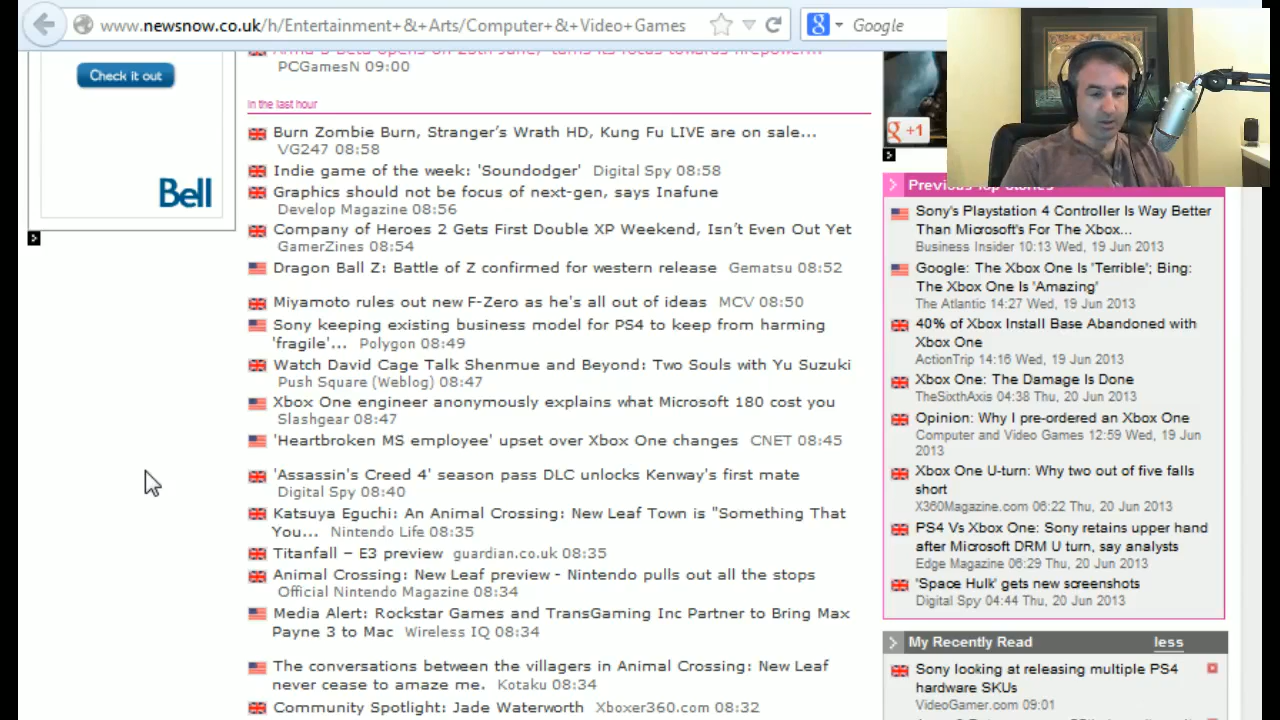 www.newsnow.co.uk/h/Entertainment+&+Arts/Computer+&+Video+Games
Google
PCGamesN 09:00
Check it out
Bell
In the last hour
Burn Zombie Burn, Stranger's Wrath HD, Kung Fu LIVE are on sale...
VG247 08:58
Indie game of the week: 'Soundodger' Digital Spy 08:58
Graphics should not be focus of next-gen, says Inafune
Develop Magazine 08:56
Company of Heroes 2 Gets First Double XP Weekend, Isn't Even Out Yet
GamerZines 08:54
Dragon Ball Z: Battle of Z confirmed for western release Gematsu 08:52
Miyamoto rules out new F-Zero as he's all out of ideas MCV 08:50
Sony keeping existing business model for PS4 to keep from harming
'fragile'... Polygon 08:49
Watch David Cage Talk Shenmue and Beyond: Two Souls with Yu Suzuki
Push Square (Weblog) 08:47
Xbox One engineer anonymously explains what Microsoft 180 cost you
Slashgear 08:47
'Heartbroken MS employee' upset over Xbox One changes CNET 08:45
'Assassin's Creed 4' season pass DLC unlocks Kenway's first mate
Digital Spy 08:40
Katsuya Eguchi: An Animal Crossing: New Leaf Town is "Something That
You... Nintendo Life 08:35
Titanfall – E3 preview guardian.co.uk 08:35
Animal Crossing: New Leaf preview - Nintendo pulls out all the stops
Official Nintendo Magazine 08:34
Media Alert: Rockstar Games and TransGaming Inc Partner to Bring Max
Payne 3 to Mac Wireless IQ 08:34
The conversations between the villagers in Animal Crossing: New Leaf
never cease to amaze me. Kotaku 08:34
Community Spotlight: Jade Waterworth Xboxer360.com 08:32
g +1
Previous Top Stories
Sony's Playstation 4 Controller Is Way Better
Than Microsoft's For The Xbox...
Business Insider 10:13 Wed, 19 Jun 2013
Google: The Xbox One Is 'Terrible'; Bing:
The Xbox One Is 'Amazing'
The Atlantic 14:27 Wed, 19 Jun 2013
40% of Xbox Install Base Abandoned with
Xbox One
ActionTrip 14:16 Wed, 19 Jun 2013
Xbox One: The Damage Is Done
TheSixthAxis 04:38 Thu, 20 Jun 2013
Opinion: Why I pre-ordered an Xbox One
Computer and Video Games 12:59 Wed, 19 Jun
2013
Xbox One U-turn: Why two out of five falls
short
X360Magazine.com 06:22 Thu, 20 Jun 2013
PS4 Vs Xbox One: Sony retains upper hand
after Microsoft DRM U turn, say analysts
Edge Magazine 06:29 Thu, 20 Jun 2013
'Space Hulk' gets new screenshots
Digital Spy 04:44 Thu, 20 Jun 2013
My Recently Read less
Sony looking at releasing multiple PS4
hardware SKUs
VideoGamer.com 09:01